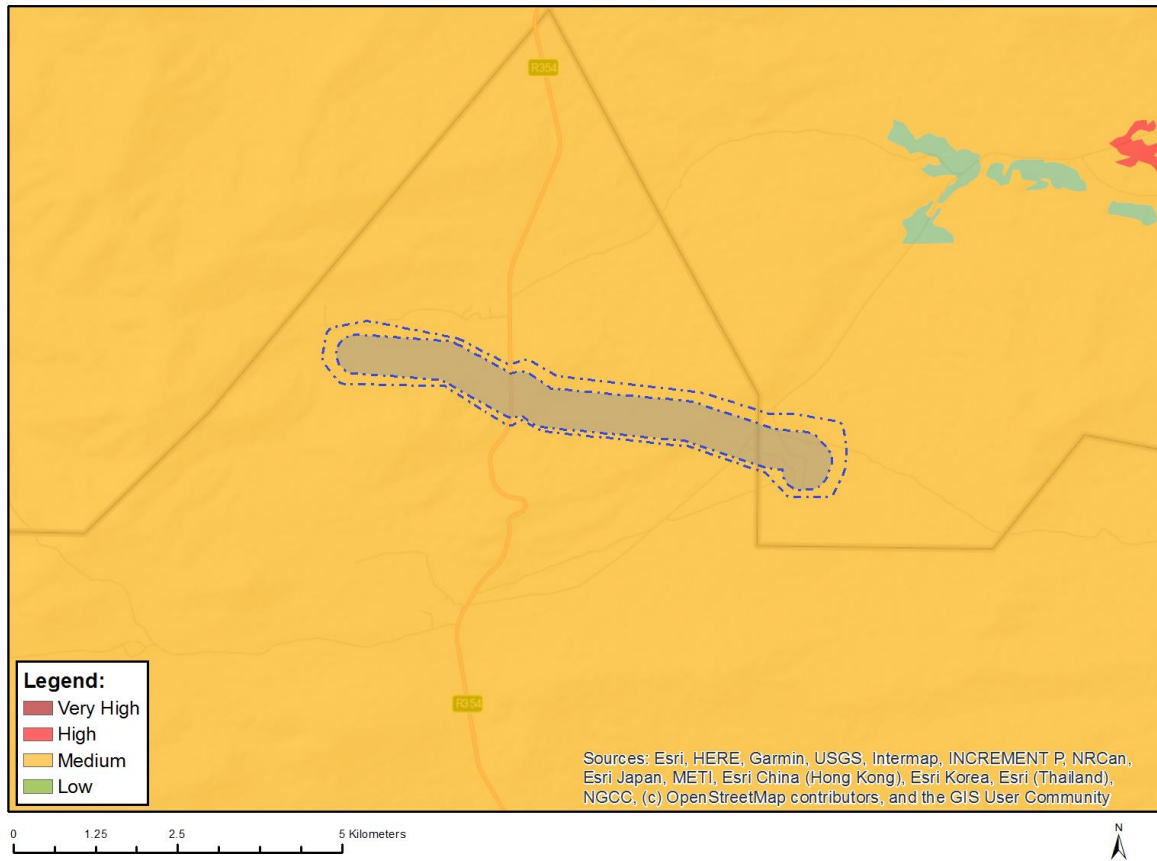 R354
R354
Legend:
Very High
High
Medium
Low
Sources: Esri, HERE, Garmin, USGS, Intermap, INCREMENT P, NRCan,
Esri Japan, METI, Esri China (Hong Kong), Esri Korea, Esri (Thailand),
NGCC, (c) OpenStreetMap contributors, and the GIS User Community
0 1.25 2.5 5 Kilometers
N